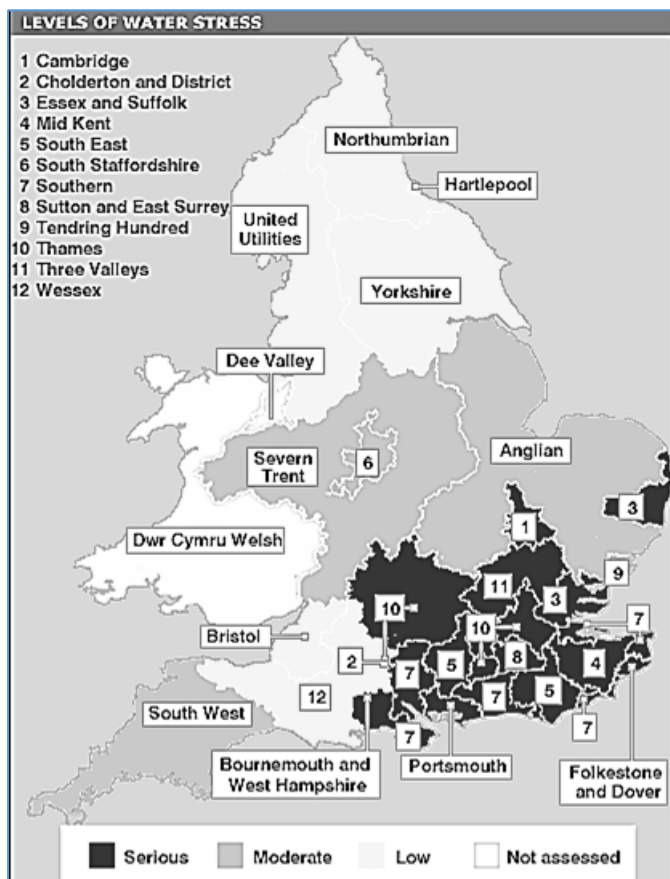 LEVELS OF WATER STRESS
1 Cambridge
2 Cholderton and District
3 Essex and Suffolk
4 Mid Kent
5 South East
6 South Staffordshire
7 Southern
8 Sutton and East Surrey
9 Tendring Hundred
10 Thames
11 Three Valleys
12 Wessex
Northumbrian
Hartlepool
United
Utilities
Yorkshire
Dee Valley
Anglian
Severn
Trent
6
3
1
Dwr Cymru Welsh
11
9
10
3
7
Bristol
10
2
8
4
5
7
12
7
5
South West
7
7
Bournemouth and
West Hampshire
Portsmouth
Folkestone
and Dover
Serious
Moderate
Low
Not assessed